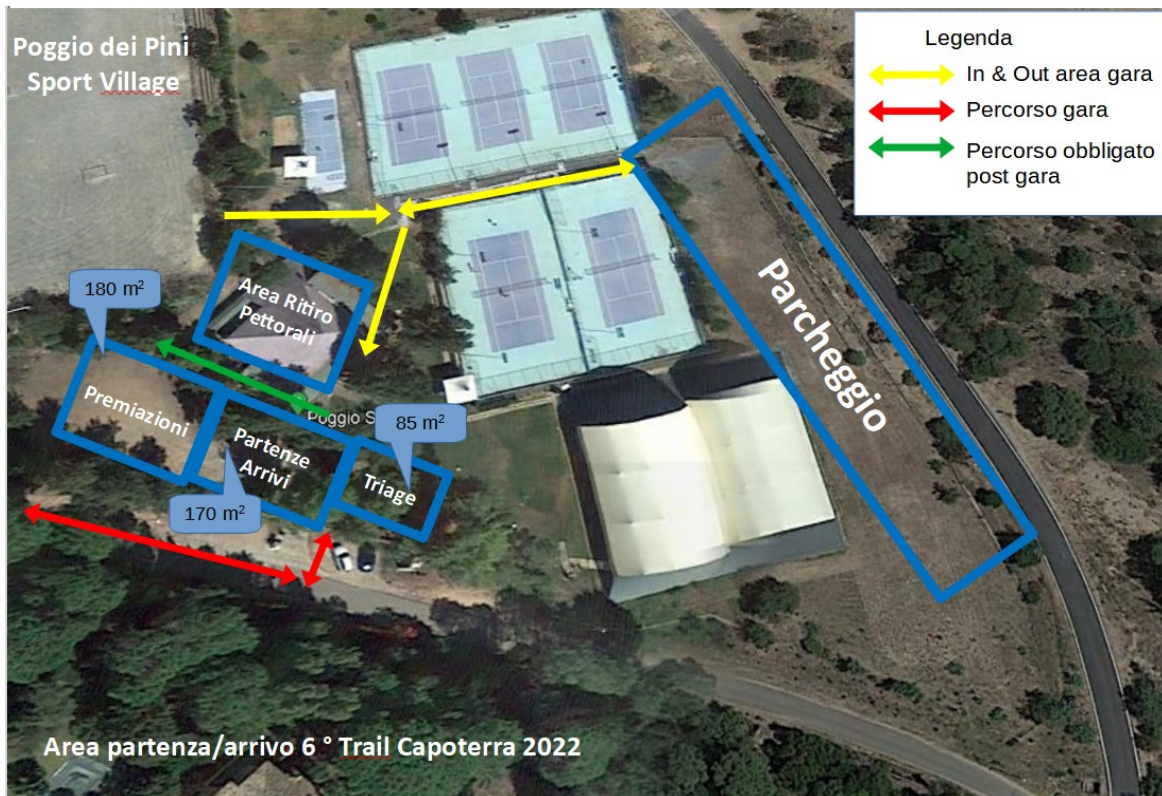 Poggio dei Pini
Sport Village
Legenda
In & Out area gara
Percorso gara
Percorso obbligato
post gara
Area Ritiro
Pettorali
Parcheggio
180 m²
Premiazioni
Poggio S
85 m²
Partenze
Arrivi
Triage
170 m²
Area partenza/arrivo 6 ° Trail Capoterra 2022